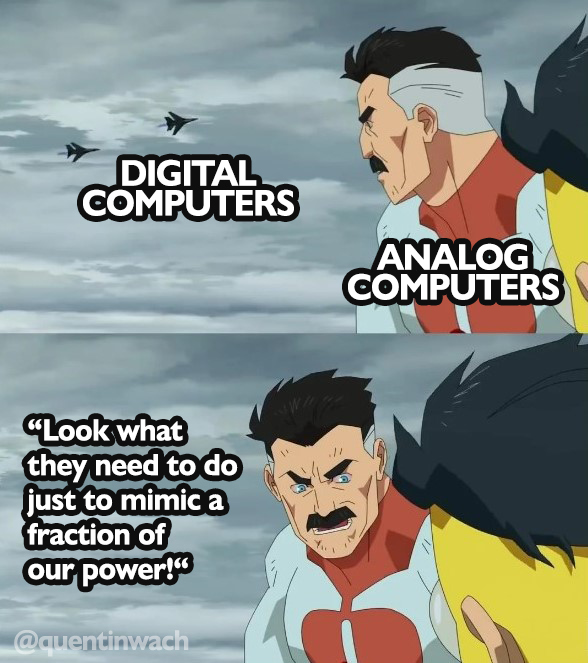 DIGITAL
COMPUTERS
ANALOG
COMPUTERS
“Look what
they need to do
just to mimic a
fraction of
our power!“
@quentinwach